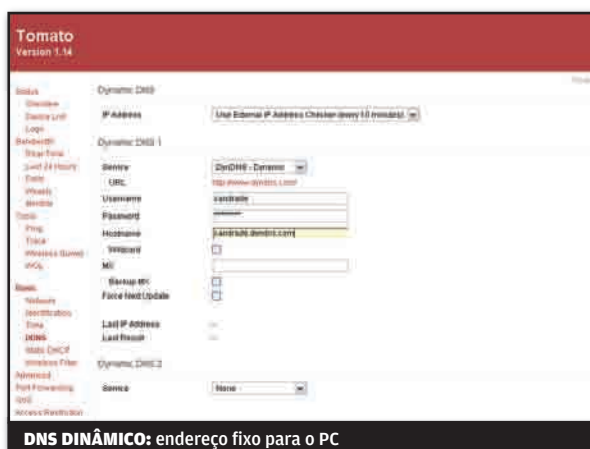 Tomato
Version 1.14
Status
Overview
Device List
Logs
Bandwidth
Real-Time
Last 24 Hours
Daily
Weekly
Monthly
Tools
Ping
Trace
Wireless Survey
WOL
Basic
Network
Identification
Time
DDNS
Static DHCP
Wireless Filter
Advanced
Port Forwarding
QoS
Access Restriction
Dynamic DNS
IP Address
Use External IP Address Checker (every 10 minutes)
Dynamic DNS 1
Service
DynDNS - Dynamic
URL
http://www.dyndns.com/
Username
xandrade
Password
********
Hostname
xandrade.dyndns.com
Wildcard
MX
Backup MX
Force Next Update
Last IP Address
Last Result
Dynamic DNS 2
Service
None
DNS DINÂMICO: endereço fixo para o PC